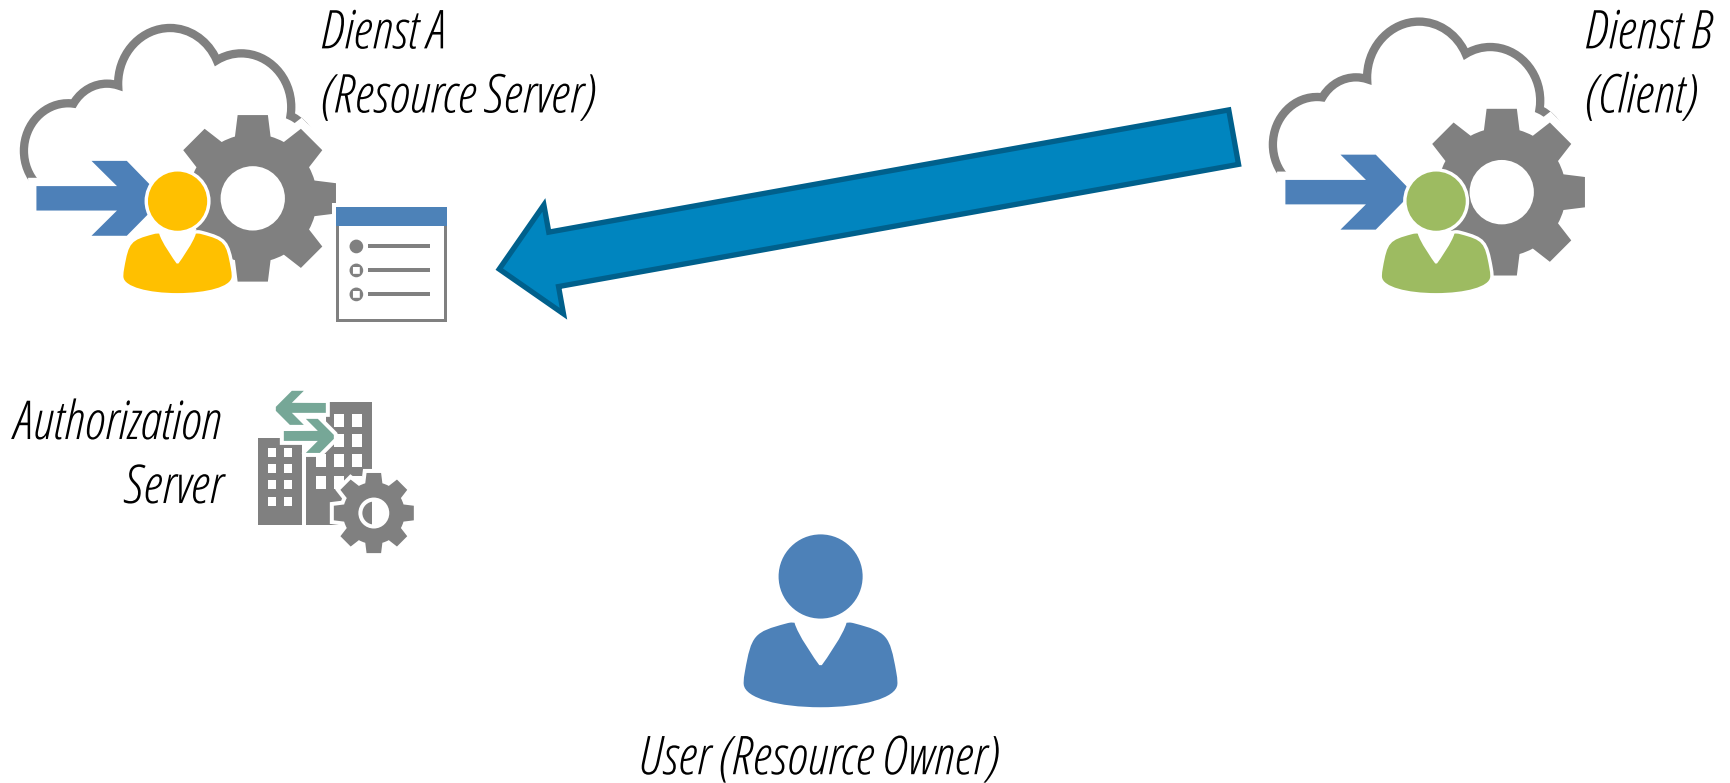 Dienst A
(Resource Server)
Dienst B
(Client)
Authorization
Server
User (Resource Owner)